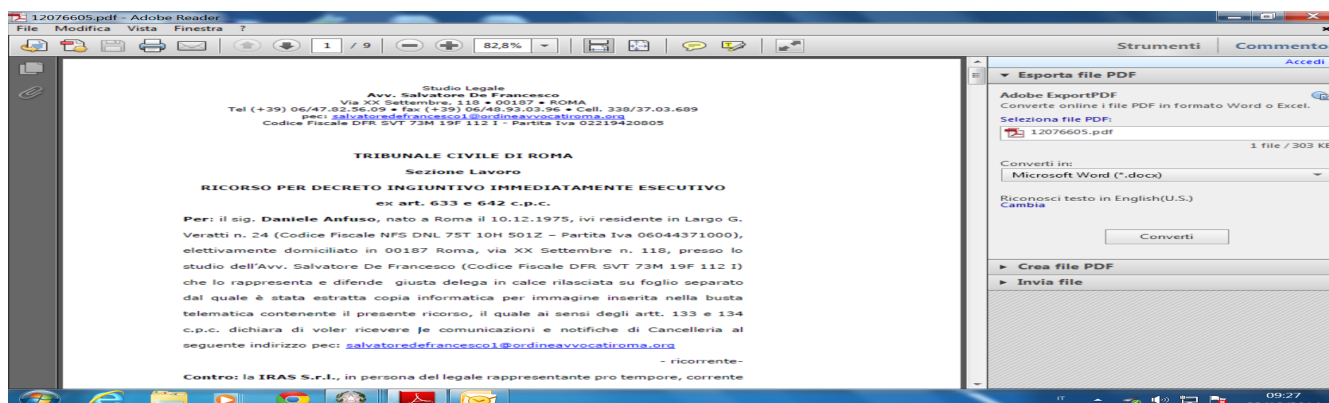 12076605.pdf - Adobe Reader
File Modifica Vista Finestra ?
1 / 9 82,8% Strumenti Commento
Accedi
Studio Legale
Avv. Salvatore De Francesco
Via XX Settembre, 118 • 00187 • ROMA
Tel (+39) 06/47.82.56.09 • fax (+39) 06/48.93.03.96 • Cell. 338/37.03.689
pec: salvatoredefrancesco1@ordineavvocatiroma.org
Codice Fiscale DFR SVT 73M 19F 112 I - Partita Iva 02219420805
TRIBUNALE CIVILE DI ROMA
Sezione Lavoro
RICORSO PER DECRETO INGIUNTIVO IMMEDIATAMENTE ESECUTIVO
ex art. 633 e 642 c.p.c.
Per: il sig. Daniele Anfuso, nato a Roma il 10.12.1975, ivi residente in Largo G.
Veratti n. 24 (Codice Fiscale NFS DNL 75T 10H 501Z – Partita Iva 06044371000),
elettivamente domiciliato in 00187 Roma, via XX Settembre n. 118, presso lo
studio dell'Avv. Salvatore De Francesco (Codice Fiscale DFR SVT 73M 19F 112 I)
che lo rappresenta e difende giusta delega in calce rilasciata su foglio separato
dal quale è stata estratta copia informatica per immagine inserita nella busta
telematica contenente il presente ricorso, il quale ai sensi degli artt. 133 e 134
c.p.c. dichiara di voler ricevere le comunicazioni e notifiche di Cancelleria al
seguente indirizzo pec: salvatoredefrancesco1@ordineavvocatiroma.org
- ricorrente-
Contro: la IRAS S.r.l., in persona del legale rappresentante pro tempore, corrente
Esporta file PDF
Adobe ExportPDF
Converte online i file PDF in formato Word o Excel.
Seleziona file PDF:
12076605.pdf
1 file / 303 KB
Converti in:
Microsoft Word (*.docx)
Riconosci testo in English(U.S.)
Cambia
Converti
Crea file PDF
Invia file
IT
09:27